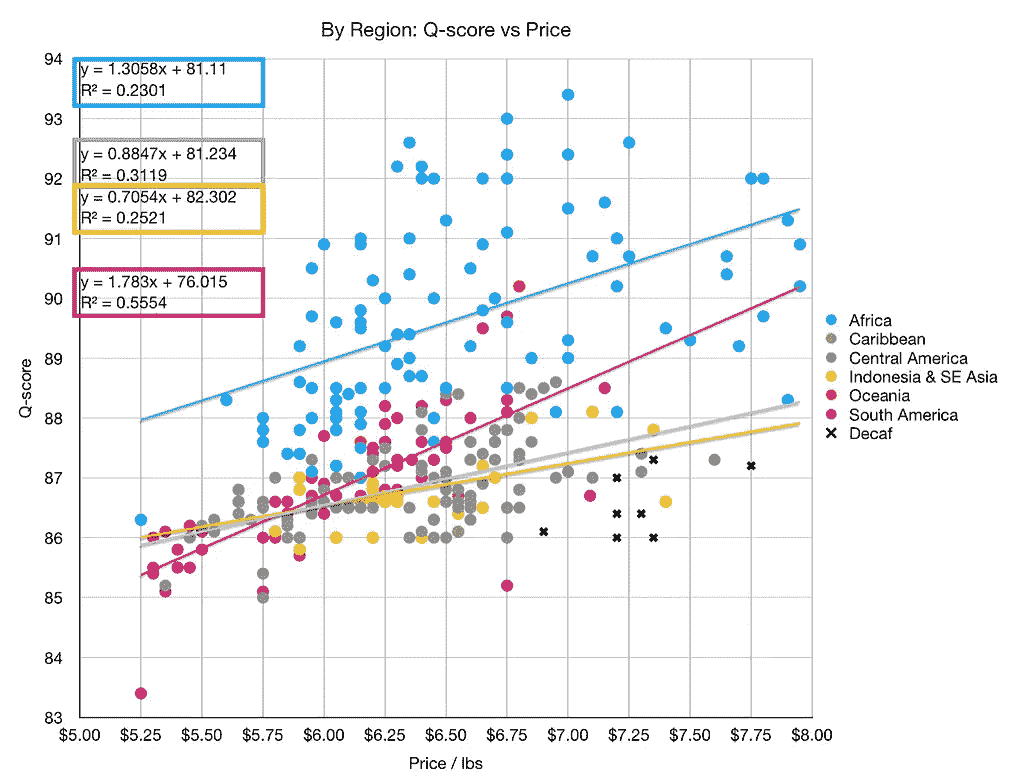 By Region: Q-score vs Price
94
93
92
91
90
89
88
87
86
85
84
83
Q-score
y = 1.3058x + 81.11
R² = 0.2301
y = 0.8847x + 81.234
R² = 0.3119
y = 0.7054x + 82.302
R² = 0.2521
y = 1.783x + 76.015
R² = 0.5554
Africa
Caribbean
Central America
Indonesia & SE Asia
Oceania
South America
Decaf
$5.00 $5.25 $5.50 $5.75 $6.00 $6.25 $6.50 $6.75 $7.00 $7.25 $7.50 $7.75 $8.00
Price / lbs